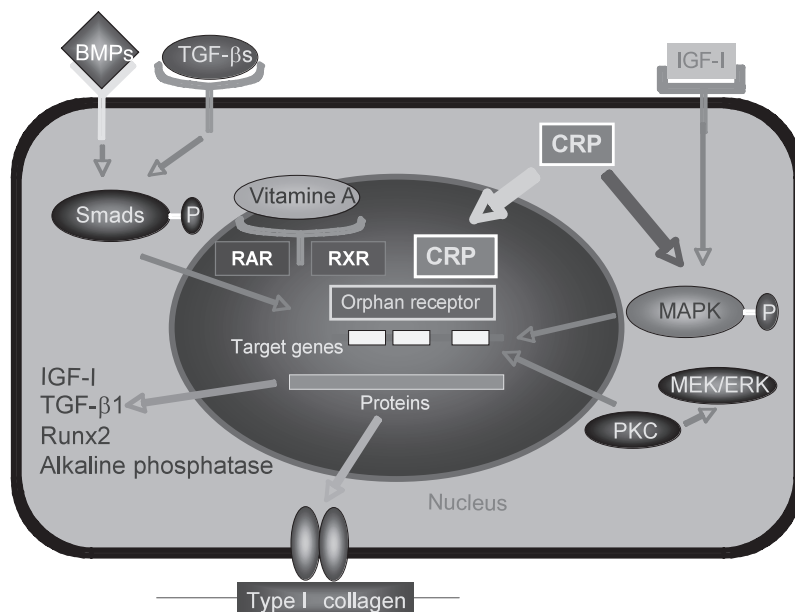 BMPs
TGF-βs
IGF-I
CRP
Smads
P
Vitamine A
RAR
RXR
CRP
Orphan receptor
MAPK
P
Target genes
IGF-I
TGF-β1
Runx2
Alkaline phosphatase
Proteins
MEK/ERK
PKC
Nucleus
Type I collagen